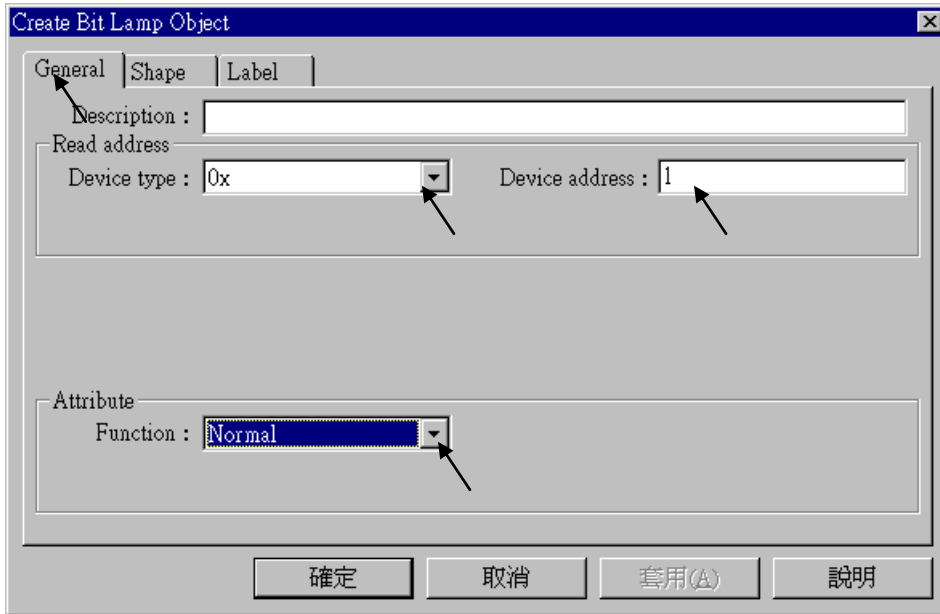 Create Bit Lamp Object
General Shape Label
Description :
Read address
Device type : 0x Device address : 1
Attribute
Function : Normal
確定 取消 套用(A) 說明